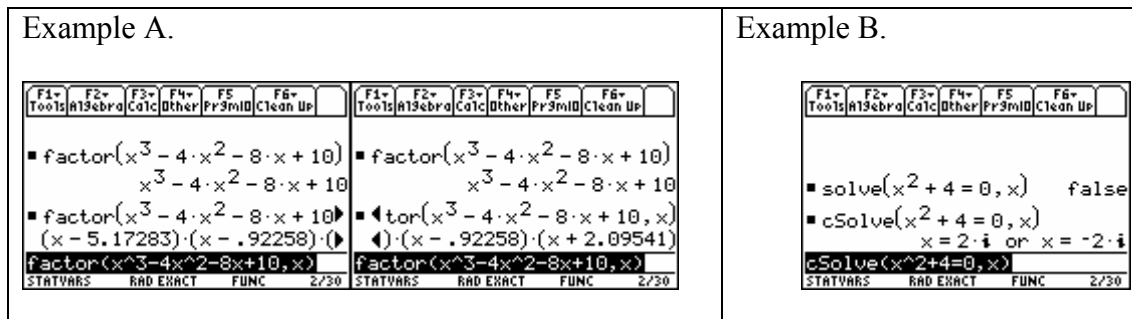 Example A.
F1▾ F2▾ F3▾ F4▾ F5 F6▾
Tools Algebra Calc Other PrgmIO Clean Up
▪ factor(x³ - 4·x² - 8·x + 10)
x³ - 4·x² - 8·x + 10
▪ factor(x³ - 4·x² - 8·x + 10▶
(x - 5.17283)·(x - .92258)·(▶
factor(x^3-4x^2-8x+10,x)
STATVARS RAD EXACT FUNC 2/30
F1▾ F2▾ F3▾ F4▾ F5 F6▾
Tools Algebra Calc Other PrgmIO Clean Up
▪ factor(x³ - 4·x² - 8·x + 10)
x³ - 4·x² - 8·x + 10
▪ ◀tor(x³ - 4·x² - 8·x + 10, x)
◀)·(x - .92258)·(x + 2.09541)
factor(x^3-4x^2-8x+10,x)
STATVARS RAD EXACT FUNC 2/30
Example B.
F1▾ F2▾ F3▾ F4▾ F5 F6▾
Tools Algebra Calc Other PrgmIO Clean Up
▪ solve(x² + 4 = 0, x) false
▪ cSolve(x² + 4 = 0, x)
x = 2·i or x = ⁻2·i
cSolve(x^2+4=0,x)
STATVARS RAD EXACT FUNC 2/30